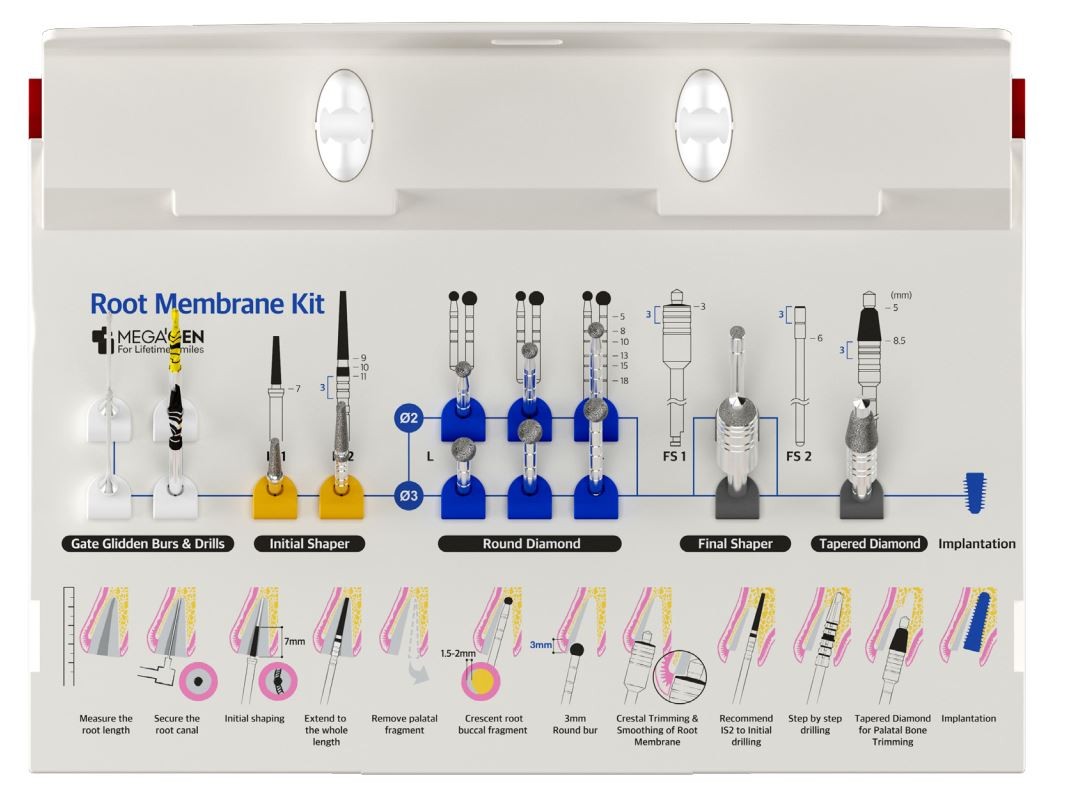 Root Membrane Kit
MEGAGEN
For Lifetime Smiles
9
10
11
7
3
Ø2
Ø3
L
5
8
10
13
15
18
3
3
FS 1
3
6
FS 2
(mm)
5
8.5
3
Gate Glidden Burs & Drills
Initial Shaper
Round Diamond
Final Shaper
Tapered Diamond
Implantation
7mm
1.5-2mm
3mm
Measure the
root length
Secure the
root canal
Initial shaping
Extend to
the whole
length
Remove palatal
fragment
Crescent root
buccal fragment
3mm
Round bur
Crestal Trimming &
Smoothing of Root
Membrane
Recommend
IS2 to Initial
drilling
Step by step
drilling
Tapered Diamond
for Palatal Bone
Trimming
Implantation